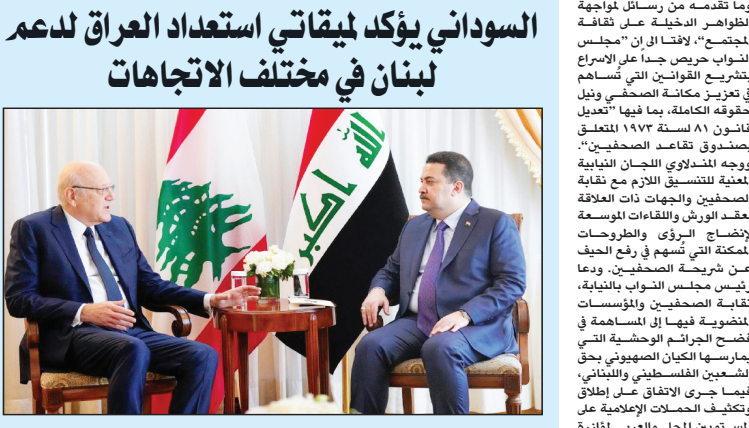 السوداني يؤكد لميقاتي استعداد العراق لدعم
لبنان في مختلف الاتجاهات
الله
اكبر
وما تقدمه من رسائل لمواجهة
الظواهر الدخيلة على ثقافة
المجتمع“، لافتا الى إن ”مجلس
النواب حريص جداً على الاسراع
بتشريع القوانين التي تُساهم
في تعزيز مكانة الصحفي ونيل
حقوقه الكاملة، بما فيها ”تعديل
قانون ٨١ لسنة ١٩٧٣ المتعلق
بصندوق تقاعد الصحفيين“.
ووجه المندلاوي اللجان النيابية
المعنية للتنسيق اللازم مع نقابة
الصحفيين والجهات ذات العلاقة
لعقد الورش واللقاءات الموسعة
لإنضاج الرؤى والطروحات
الممكنة التي تُسهم في رفع الحيف
عن شريحة الصحفيين. ودعا
رئيس مجلس النواب بالنيابة،
نقابة الصحفيين والمؤسسات
المنضوية فيها إلى المساهمة في
فضح الجرائم الوحشية التي
يمارسها الكيان الصهيوني بحق
الشعبين الفلسطيني واللبناني،
فيما جرى الاتفاق على إطلاق
وتكثيف الحملات الإعلامية على